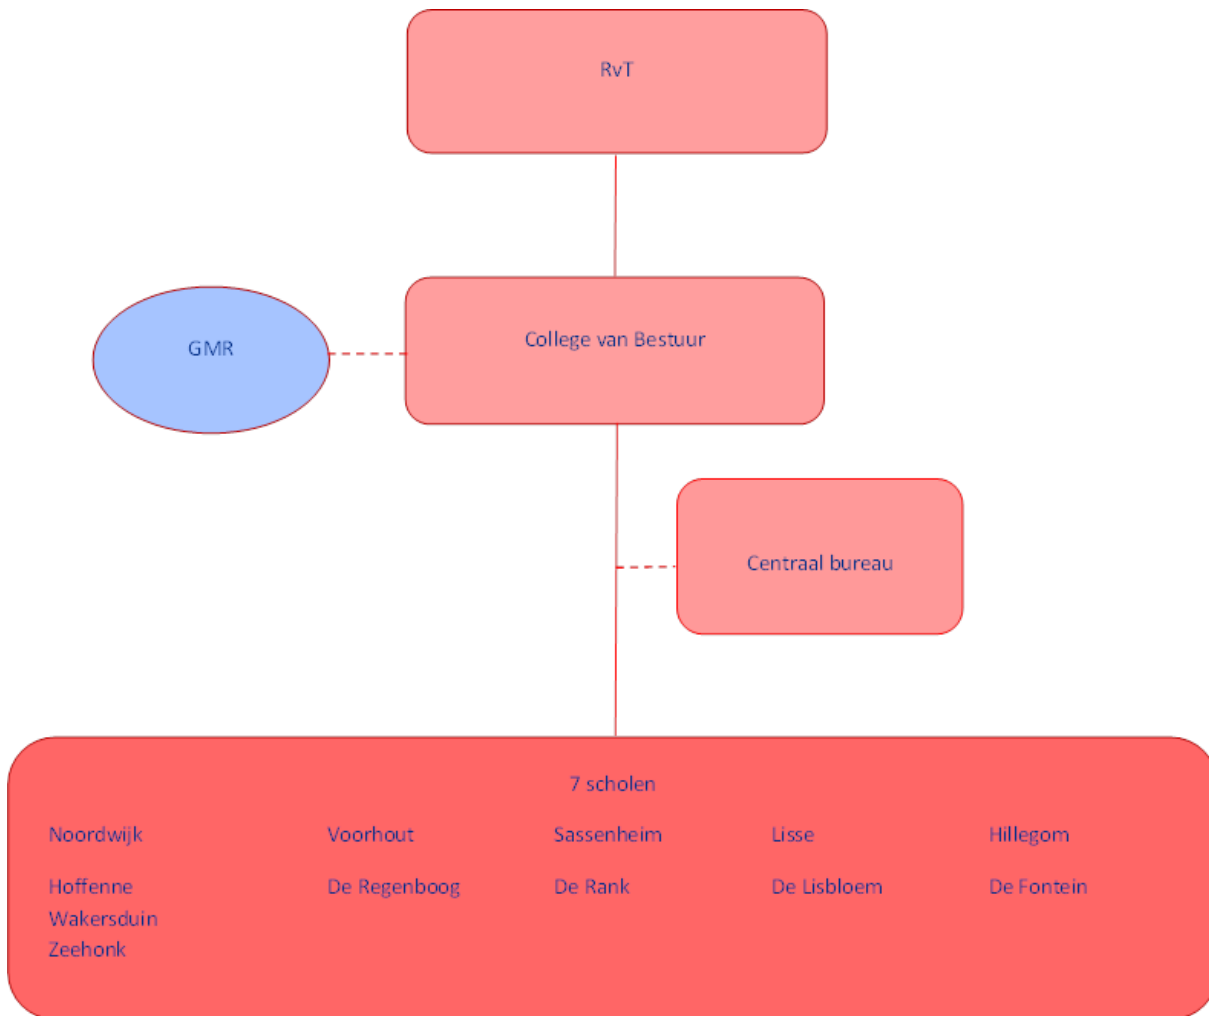 RvT
GMR
College van Bestuur
Centraal bureau
7 scholen
Noordwijk Voorhout Sassenheim Lisse Hillegom
Hoffenne De Regenboog De Rank De Lisbloem De Fontein
Wakersduin
Zeehonk